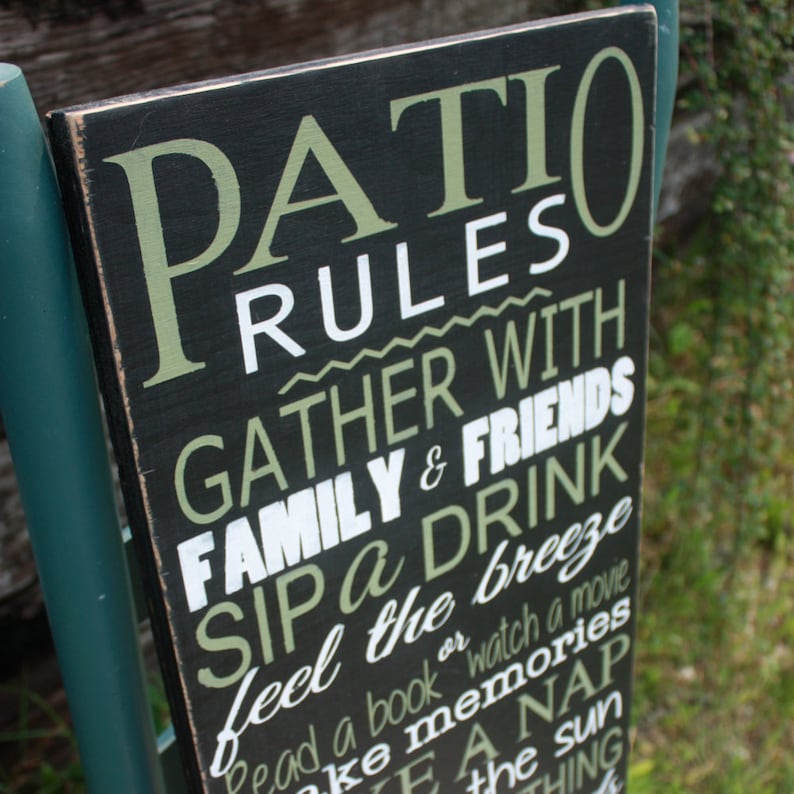 PATIO
RULES
GATHER WITH
FAMILY & FRIENDS
SIP a DRINK
feel the breeze
Read a book or watch a movie
make memories
A NAP
the sun